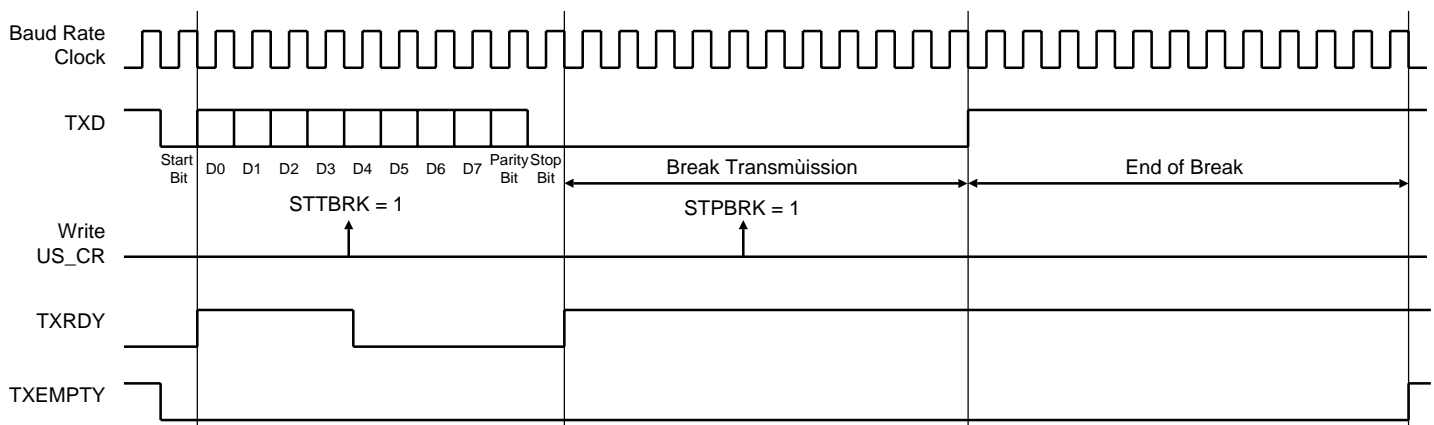 Baud Rate
Clock
TXD
Start
Bit
D0 D1 D2 D3 D4 D5 D6 D7
Parity
Bit
Stop
Bit
Break Transmùission
End of Break
STTBRK = 1
STPBRK = 1
Write
US_CR
TXRDY
TXEMPTY